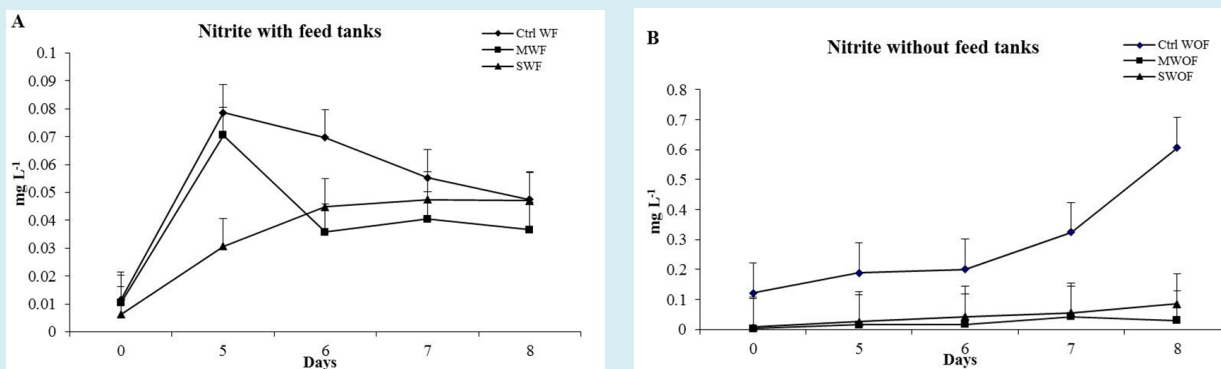 A
Nitrite with feed tanks
Ctrl WF
MWF
SWF
0.1
0.09
0.08
0.07
0.06
0.05
0.04
0.03
0.02
0.01
0
mg L-1
0 5 6 7 8
Days
B
Nitrite without feed tanks
Ctrl WOF
MWOF
SWOF
0.8
0.7
0.6
0.5
0.4
0.3
0.2
0.1
0
mg L-1
0 5 6 7 8
Days